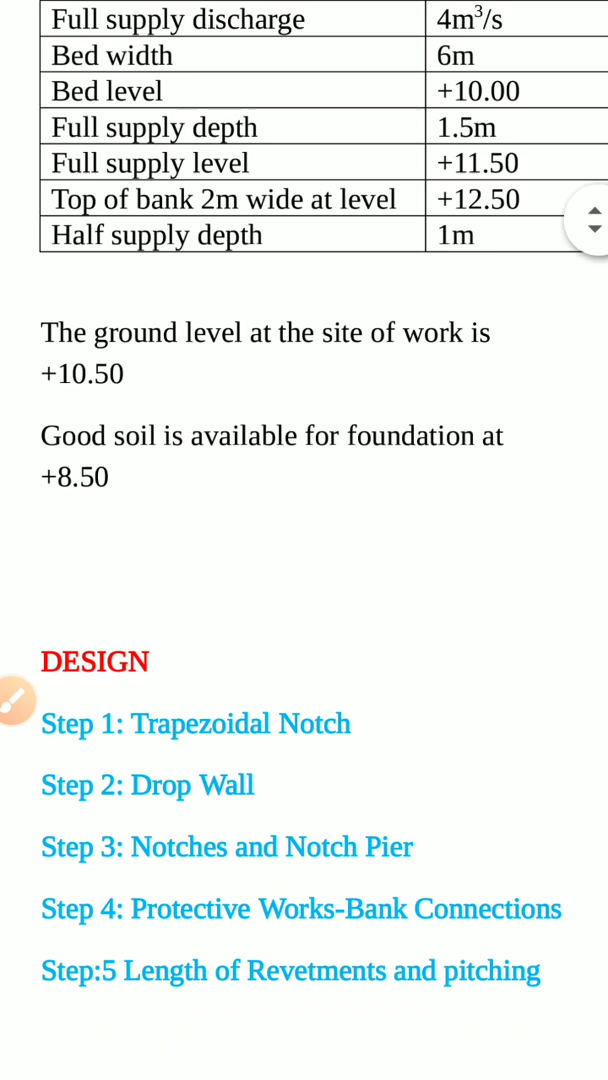 Full supply discharge 4m³/s
Bed width 6m
Bed level +10.00
Full supply depth 1.5m
Full supply level +11.50
Top of bank 2m wide at level +12.50
Half supply depth 1m
The ground level at the site of work is
+10.50
Good soil is available for foundation at
+8.50
DESIGN
Step 1: Trapezoidal Notch
Step 2: Drop Wall
Step 3: Notches and Notch Pier
Step 4: Protective Works-Bank Connections
Step:5 Length of Revetments and pitching